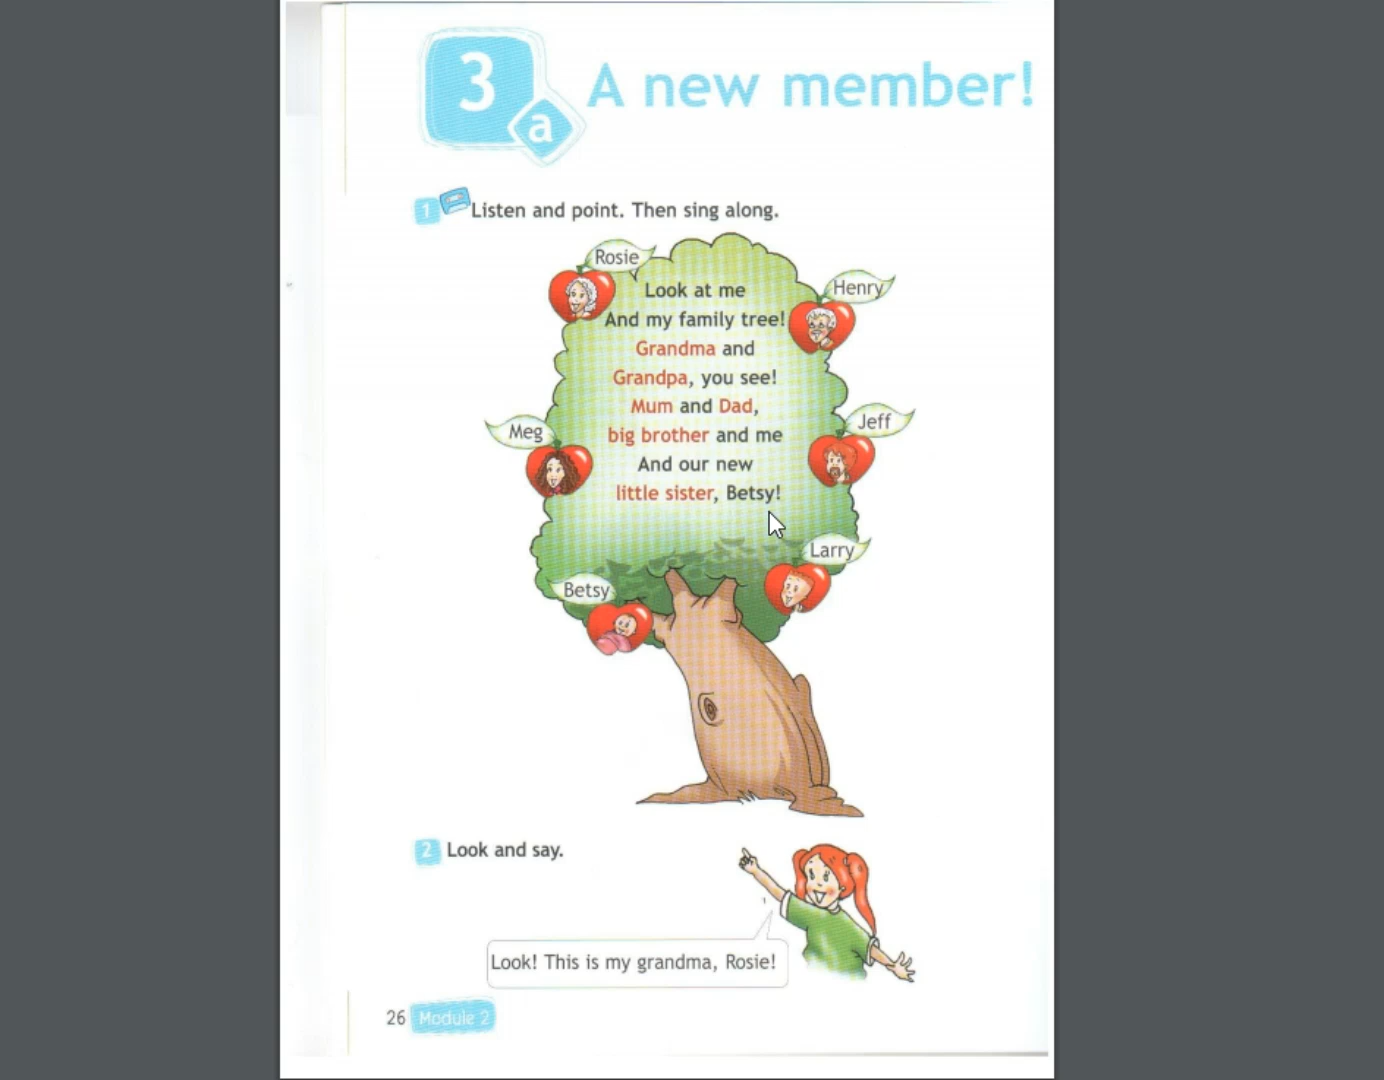 3
a
A new member!
1 Listen and point. Then sing along.
Rosie
Henry
Look at me
And my family tree!
Grandma and
Grandpa, you see!
Mum and Dad,
big brother and me
And our new
little sister, Betsy!
Meg
Jeff
Larry
Betsy
2 Look and say.
Look! This is my grandma, Rosie!
26 Module 2